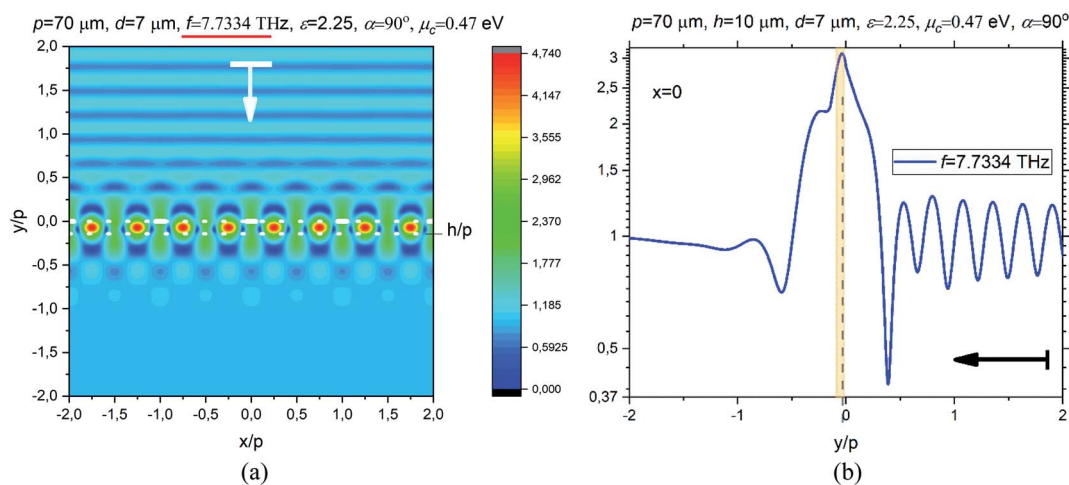 p=70 μm, d=7 μm, f=7.7334 THz, ε=2.25, α=90°, μc=0.47 eV
2,0
1,5
1,0
0,5
0,0
-0,5
-1,0
-1,5
-2,0
y/p
-2,0 -1,5 -1,0 -0,5 0,0 0,5 1,0 1,5 2,0
x/p
h/p
4,740
4,147
3,555
2,962
2,370
1,777
1,185
0,5925
0,000
(a)
p=70 μm, h=10 μm, d=7 μm, ε=2.25, α=90°, μc=0.47 eV
3
2,5
2
1,5
1
0,5
0,37
x=0
f=7.7334 THz
-2 -1 0 1 2
y/p
(b)